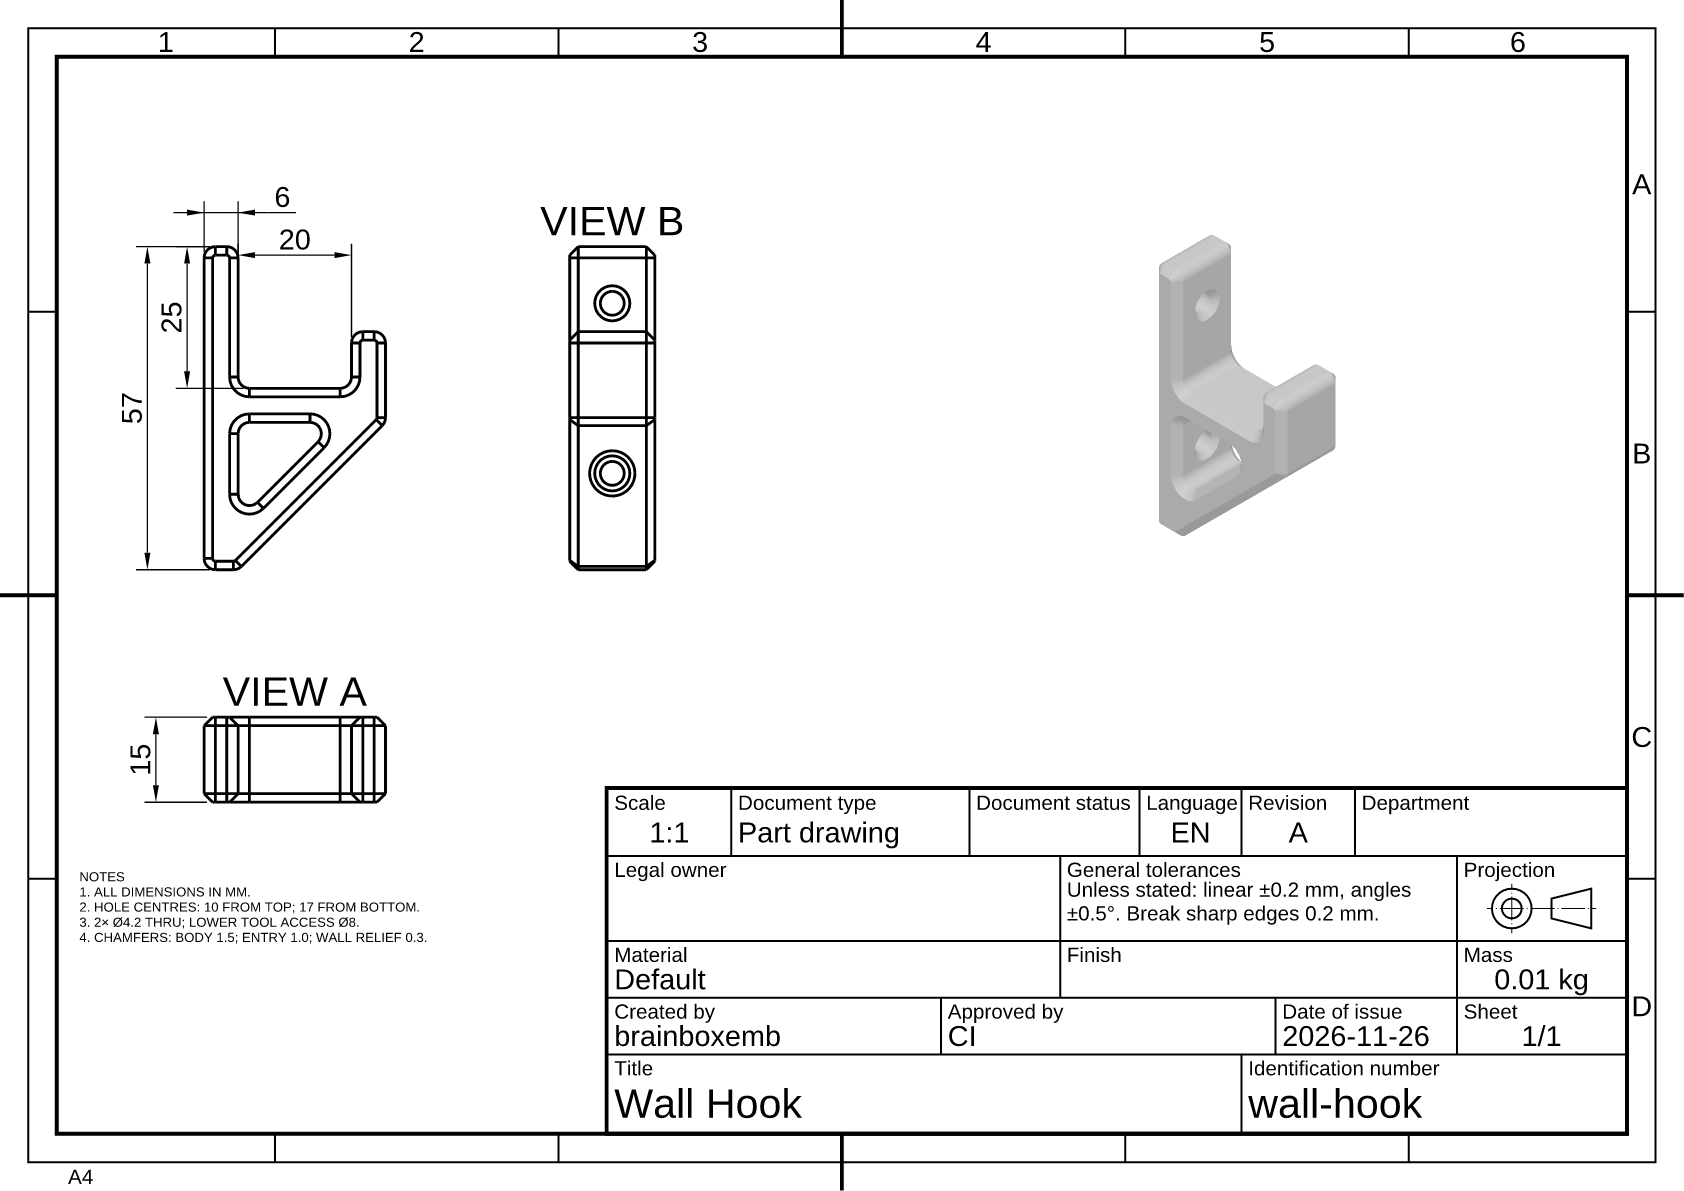 1 2 3 4 5 6
A
B
C
D
6
20
25
57
VIEW B
VIEW A
15
NOTES
1. ALL DIMENSIONS IN MM.
2. HOLE CENTRES: 10 FROM TOP; 17 FROM BOTTOM.
3. 2× Ø4.2 THRU; LOWER TOOL ACCESS Ø8.
4. CHAMFERS: BODY 1.5; ENTRY 1.0; WALL RELIEF 0.3.
Scale Document type Document status Language Revision Department
1:1 Part drawing EN A
Legal owner General tolerances Projection
Unless stated: linear ±0.2 mm, angles
±0.5°. Break sharp edges 0.2 mm.
Material Finish Mass
Default 0.01 kg
Created by Approved by Date of issue Sheet
brainboxemb CI 2026-11-26 1/1
Title Identification number
Wall Hook wall-hook
A4